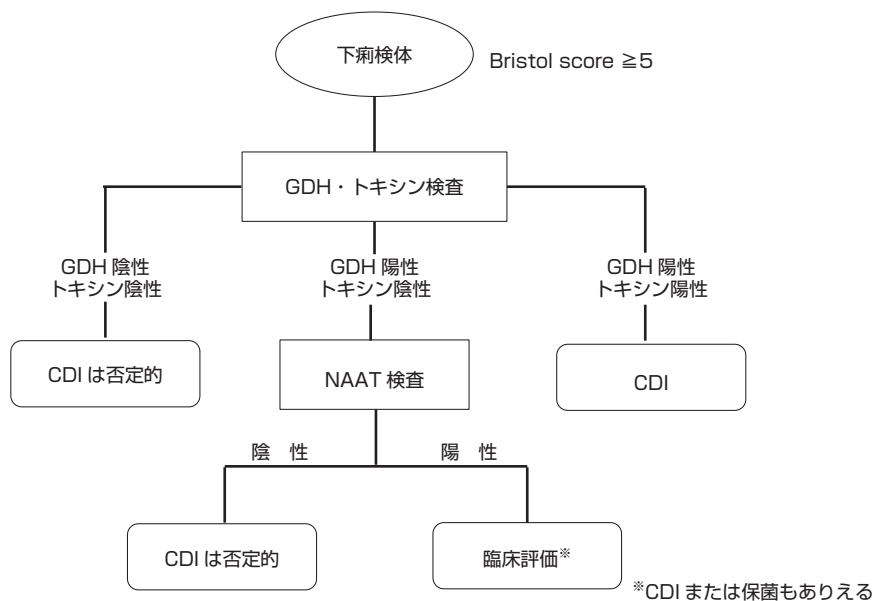 下痢検体
Bristol score ≧5
GDH・トキシン検査
GDH 陰性
トキシン陰性
GDH 陽性
トキシン陰性
GDH 陽性
トキシン陽性
CDI は否定的
NAAT 検査
CDI
陰 性
陽 性
CDI は否定的
臨床評価※
※CDI または保菌もありえる